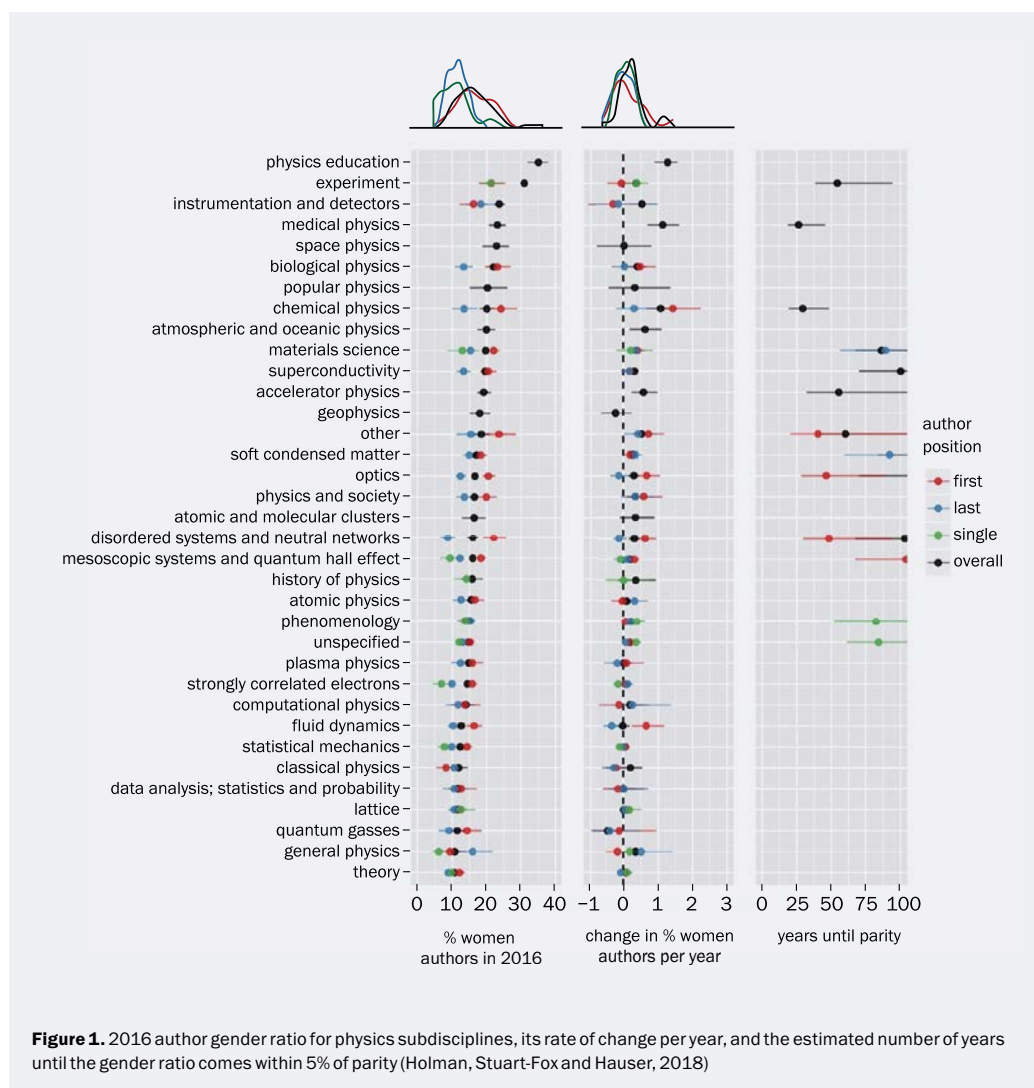 physics education
experiment
instrumentation and detectors
medical physics
space physics
biological physics
popular physics
chemical physics
atmospheric and oceanic physics
materials science
superconductivity
accelerator physics
geophysics
other
soft condensed matter
optics
physics and society
atomic and molecular clusters
disordered systems and neutral networks
mesoscopic systems and quantum hall effect
history of physics
atomic physics
phenomenology
unspecified
plasma physics
strongly correlated electrons
computational physics
fluid dynamics
statistical mechanics
classical physics
data analysis; statistics and probability
lattice
quantum gasses
general physics
theory
0 10 20 30 40
% women
authors in 2016
−1 0 1 2 3
change in % women
authors per year
0 25 50 75 100
years until parity
author
position
first
last
single
overall
Figure 1. 2016 author gender ratio for physics subdisciplines, its rate of change per year, and the estimated number of years
until the gender ratio comes within 5% of parity (Holman, Stuart-Fox and Hauser, 2018)